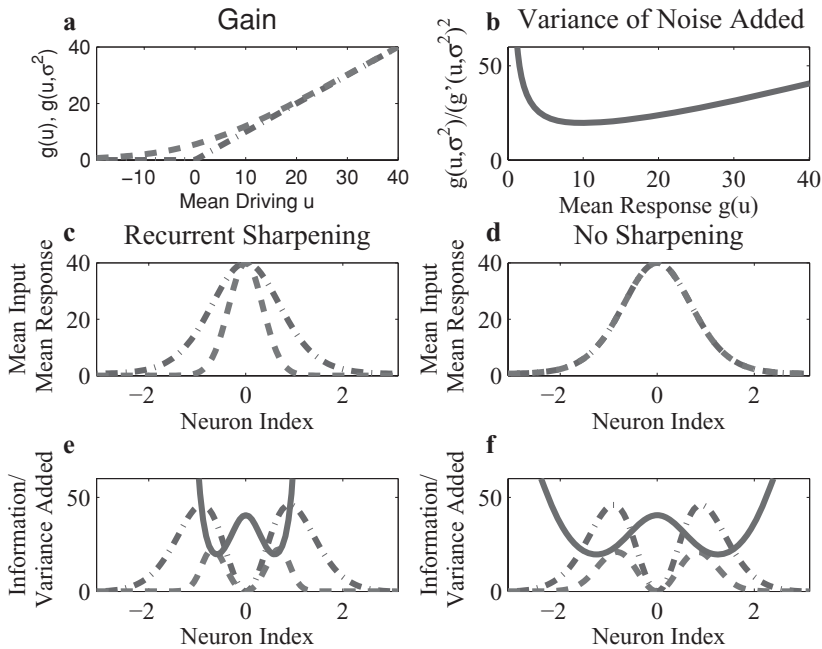 a Gain
g(u), g(u,σ²)
40
20
0
−10 0 10 20 30 40
Mean Driving u
b Variance of Noise Added
g(u,σ²)/(g'(u,σ²)²
50
0
0 10 20 30 40
Mean Response g(u)
c Recurrent Sharpening
Mean Input
Mean Response
40
20
0
−2 0 2
Neuron Index
d No Sharpening
Mean Input
Mean Response
40
20
0
−2 0 2
Neuron Index
e
Information/
Variance Added
50
0
−2 0 2
Neuron Index
f
Information/
Variance Added
50
0
−2 0 2
Neuron Index